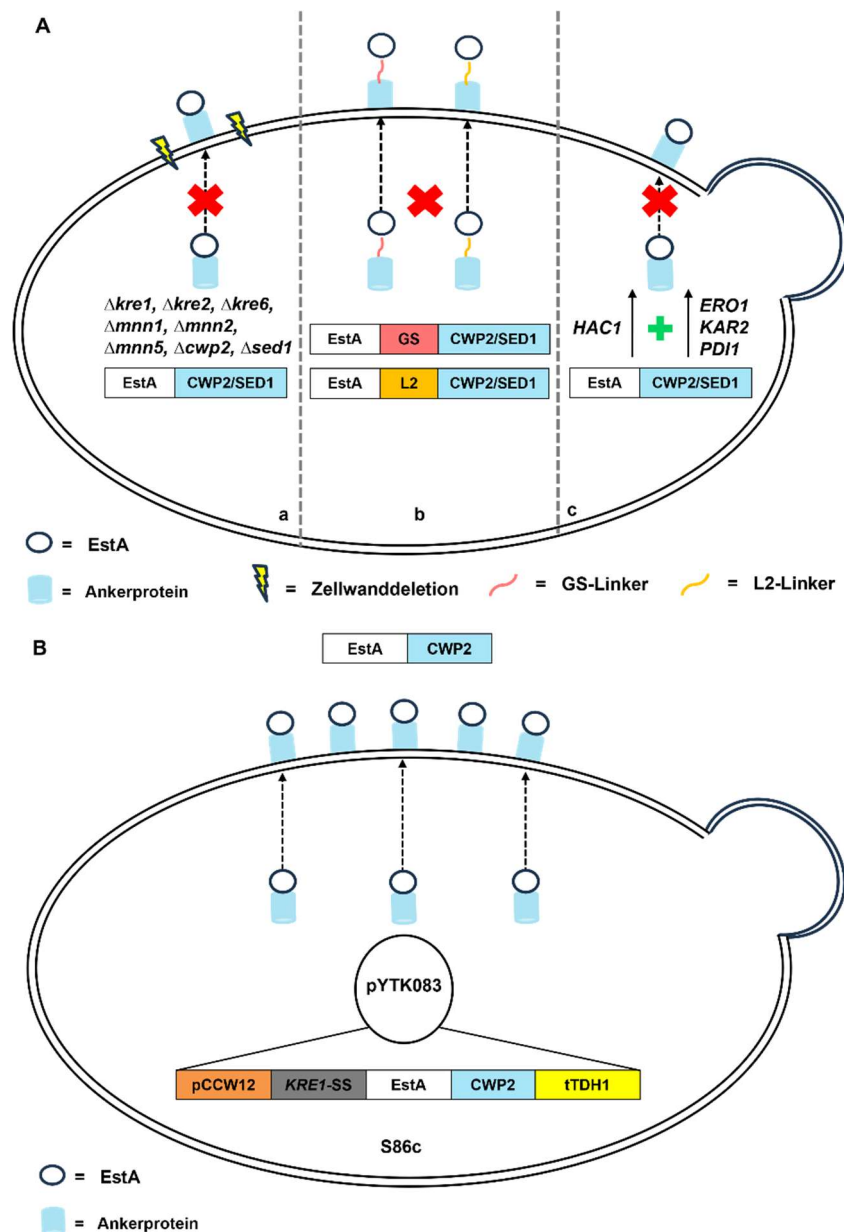 A
Δkre1, Δkre2, Δkre6,
Δmnn1, Δmnn2,
Δmnn5, Δcwp2, Δsed1
EstA CWP2/SED1
EstA GS CWP2/SED1
EstA L2 CWP2/SED1
HAC1
ERO1
KAR2
PDI1
EstA CWP2/SED1
a
b
c
= EstA
= Ankerprotein
= Zellwanddeletion
= GS-Linker
= L2-Linker
B
EstA CWP2
pYTK083
pCCW12 KRE1-SS EstA CWP2 tTDH1
S86c
= EstA
= Ankerprotein